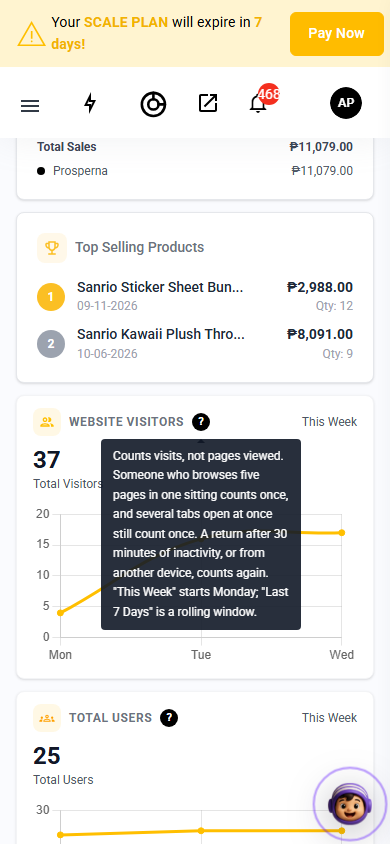 Your SCALE PLAN will expire in 7
days!
Pay Now
468
AP
Total Sales ₱11,079.00
Prosperna ₱11,079.00
Top Selling Products
1 Sanrio Sticker Sheet Bun... ₱2,988.00
09-11-2026 Qty: 12
2 Sanrio Kawaii Plush Thro... ₱8,091.00
10-06-2026 Qty: 9
WEBSITE VISITORS ? This Week
37
Total Visitors
Counts visits, not pages viewed.
Someone who browses five
pages in one sitting counts once,
and several tabs open at once
still count once. A return after 30
minutes of inactivity, or from
another device, counts again.
"This Week" starts Monday; "Last
7 Days" is a rolling window.
20
15
10
5
0
Mon Tue Wed
TOTAL USERS ? This Week
25
Total Users
30